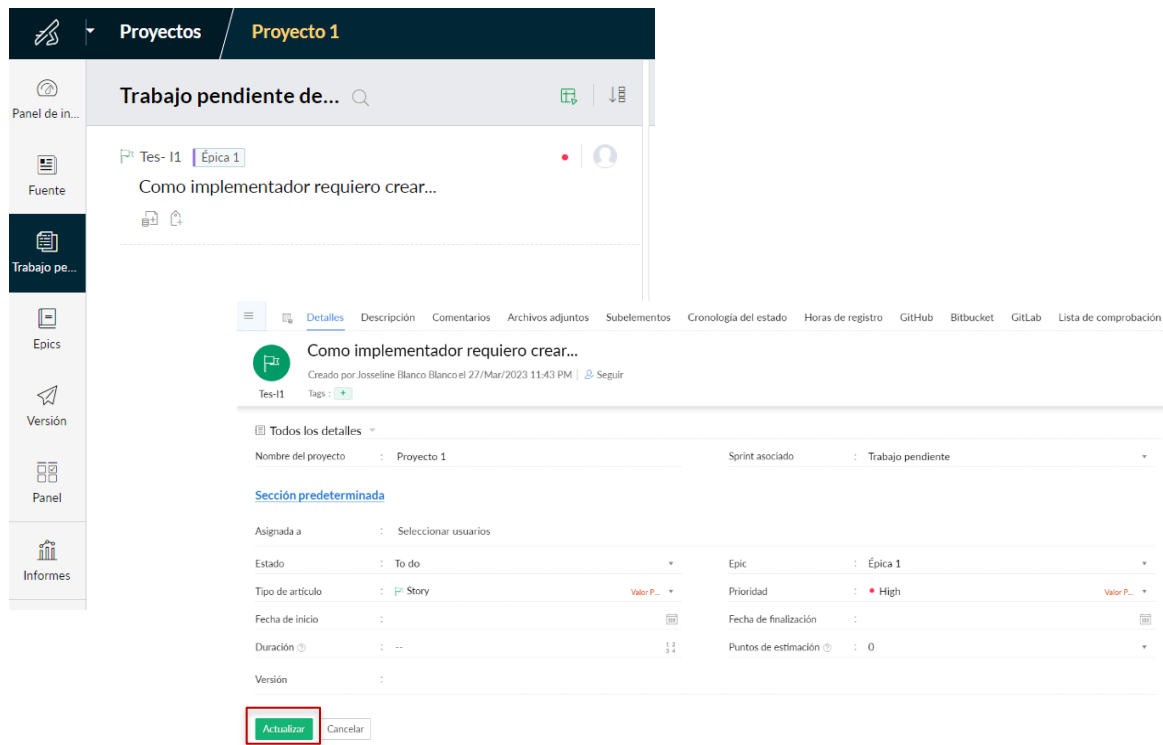 Proyectos Proyecto 1
Trabajo pendiente de...
Panel de in...
Fuente
Trabajo pe...
Epics
Versión
Panel
Informes
Tes- I1 Épica 1
Como implementador requiero crear...
Detalles Descripción Comentarios Archivos adjuntos Subelementos Cronología del estado Horas de registro GitHub Bitbucket GitLab Lista de comprobación
Como implementador requiero crear...
Creado por Josseline Blanco Blanco el 27/Mar/2023 11:43 PM Seguir
Tes-I1 Tags : +
Todos los detalles
Nombre del proyecto : Proyecto 1 Sprint asociado : Trabajo pendiente
Sección predeterminada
Asignada a : Seleccionar usuarios
Estado : To do Epic : Épica 1
Tipo de artículo : Story Valor P... Prioridad : High Valor P...
Fecha de inicio : Fecha de finalización :
Duración ? : -- 1 2 3 4 Puntos de estimación ? : 0
Versión :
Actualizar Cancelar